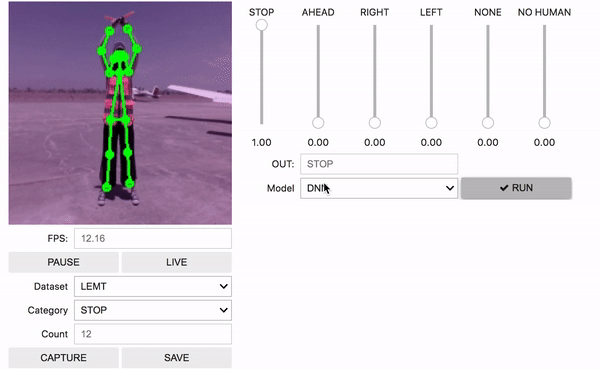 STOP AHEAD RIGHT LEFT NONE NO HUMAN
1.00 0.00 0.00 0.00 0.00 0.00
OUT: STOP
Model RUN
FPS: 12.16
PAUSE LIVE
Dataset LEMT
Category STOP
Count 12
CAPTURE SAVE